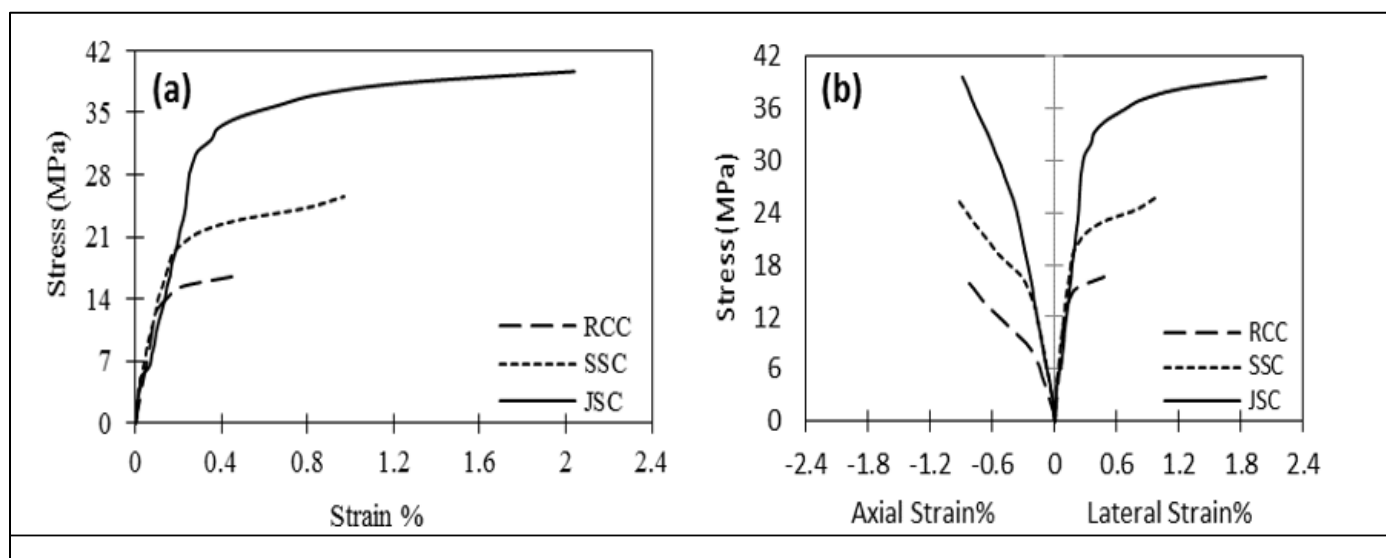 (a)
Stress (MPa)
42
35
28
21
14
7
0
0 0.4 0.8 1.2 1.6 2 2.4
Strain %
RCC
SSC
JSC
(b)
Stress (MPa)
42
36
30
24
18
12
6
0
-2.4 -1.8 -1.2 -0.6 0 0.6 1.2 1.8 2.4
Axial Strain% Lateral Strain%
RCC
SSC
JSC